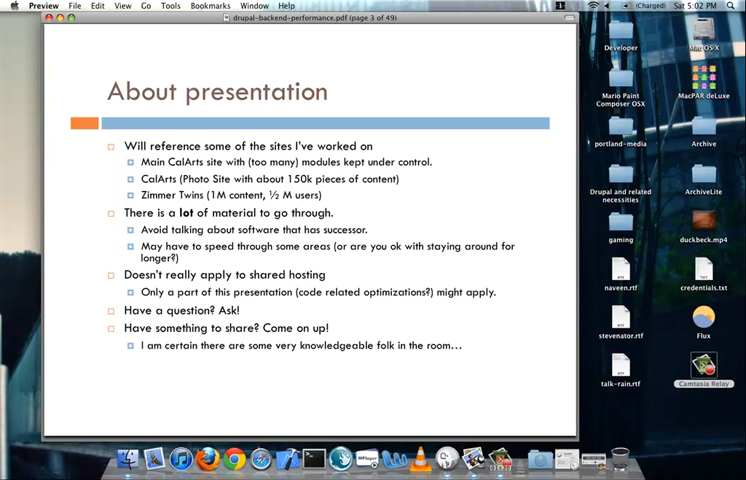 Preview File Edit View Go Tools Bookmarks Window Help
(Charged) Sat 5:02 PM
drupal-backend-performance.pdf (page 3 of 49)
About presentation
Will reference some of the sites I've worked on
Main CalArts site with (too many) modules kept under control.
CalArts (Photo Site with about 150k pieces of content)
Zimmer Twins (1M content, ½ M users)
There is a lot of material to go through.
Avoid talking about software that has successor.
May have to speed through some areas (or are you ok with staying around for
longer?)
Doesn't really apply to shared hosting
Only a part of this presentation (code related optimizations?) might apply.
Have a question? Ask!
Have something to share? Come on up!
I am certain there are some very knowledgeable folk in the room…
Developer
Mac OS X
Mario Paint
Composer OSX
MacPAR deLuxe
portland-media
Archive
Drupal and related
necessities
ArchiveLite
gaming
duckbeck.mp4
naveen.rtf
credentials.txt
stevenator.rtf
Flux
talk-rain.rtf
Camtasia Relay